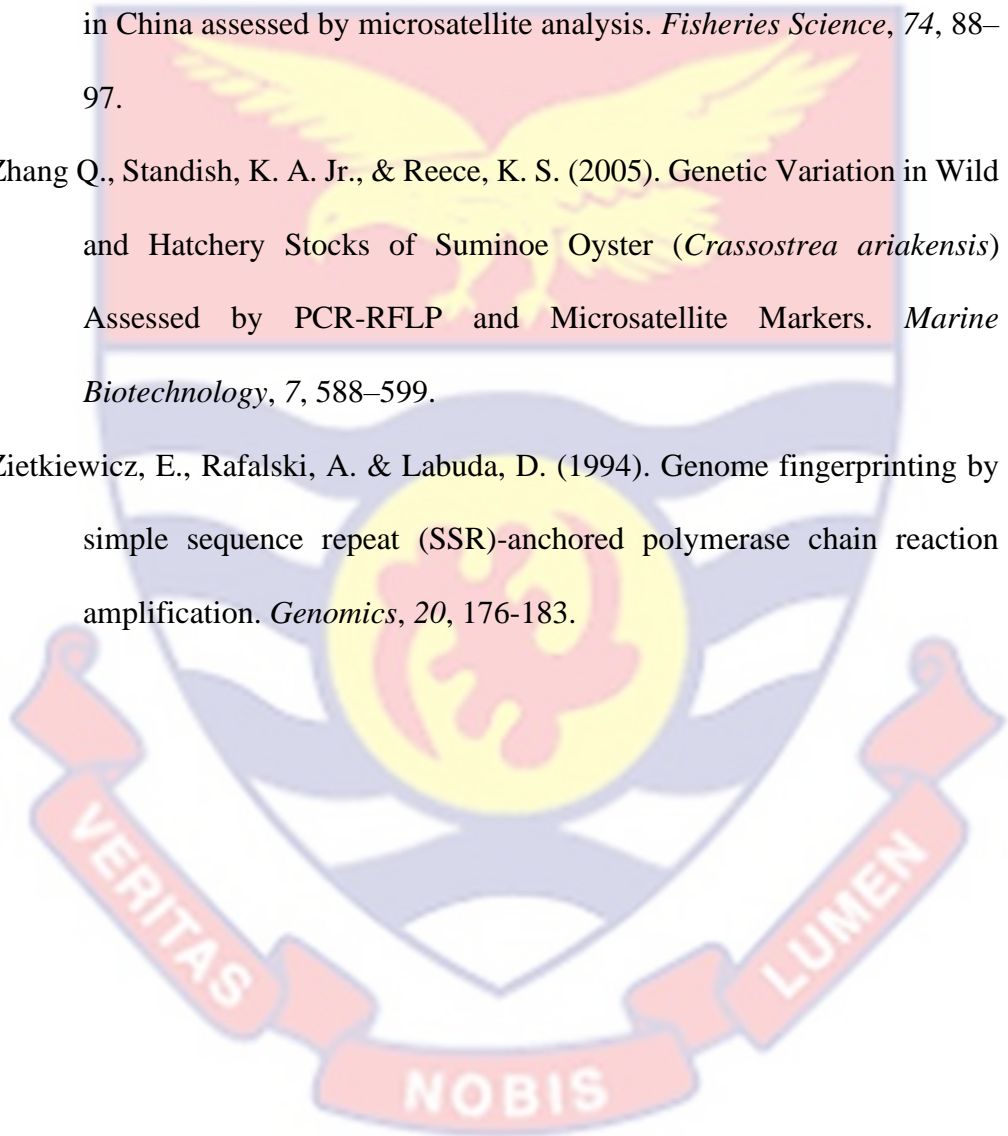 in China assessed by microsatellite analysis. Fisheries Science, 74, 88–
97.
Zhang Q., Standish, K. A. Jr., & Reece, K. S. (2005). Genetic Variation in Wild
and Hatchery Stocks of Suminoe Oyster (Crassostrea ariakensis)
Assessed by PCR-RFLP and Microsatellite Markers. Marine
Biotechnology, 7, 588–599.
Zietkiewicz, E., Rafalski, A. & Labuda, D. (1994). Genome fingerprinting by
simple sequence repeat (SSR)-anchored polymerase chain reaction
amplification. Genomics, 20, 176-183.
VERITAS
NOBIS
LUMEN